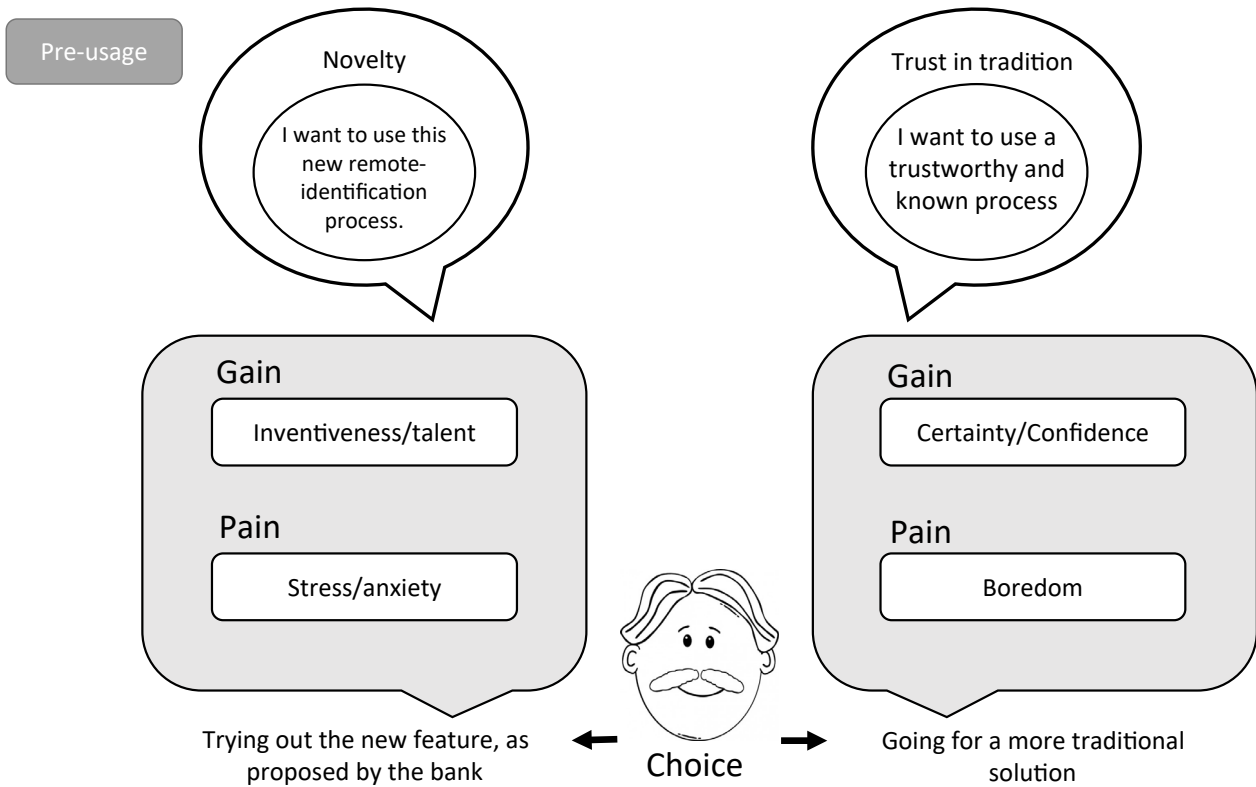 Pre-usage
Novelty
I want to use this
new remote-
identification
process.
Gain
Inventiveness/talent
Pain
Stress/anxiety
Trying out the new feature, as
proposed by the bank
Choice
Trust in tradition
I want to use a
trustworthy and
known process
Gain
Certainty/Confidence
Pain
Boredom
Going for a more traditional
solution